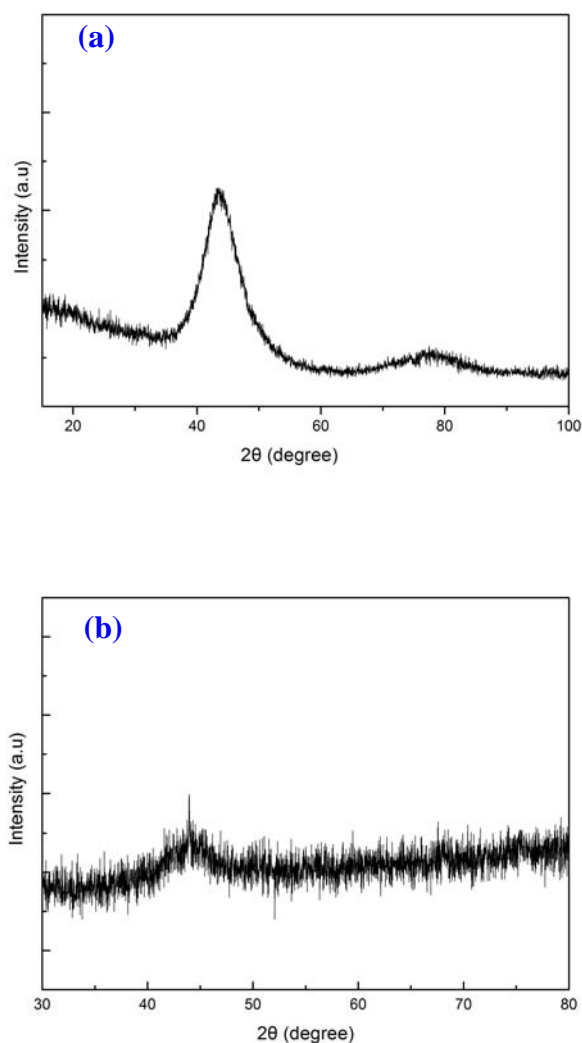 (a)
Intensity (a.u)
20 40 60 80 100
2θ (degree)
(b)
Intensity (a.u)
30 40 50 60 70 80
2θ (degree)